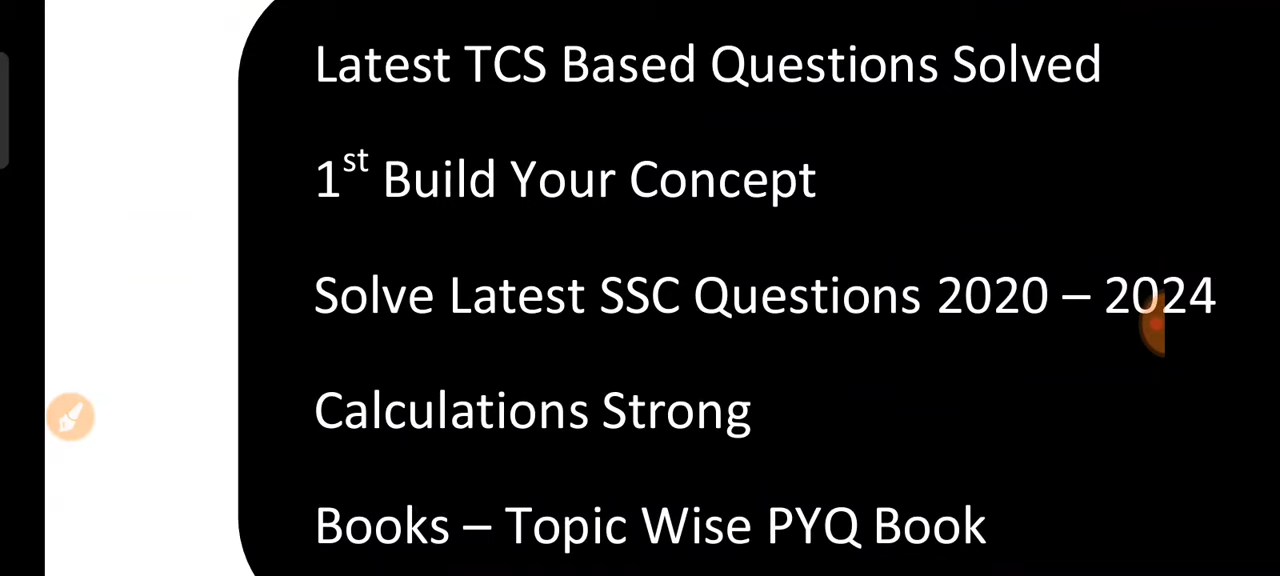 Latest TCS Based Questions Solved
1st Build Your Concept
Solve Latest SSC Questions 2020 – 2024
Calculations Strong
Books – Topic Wise PYQ Book